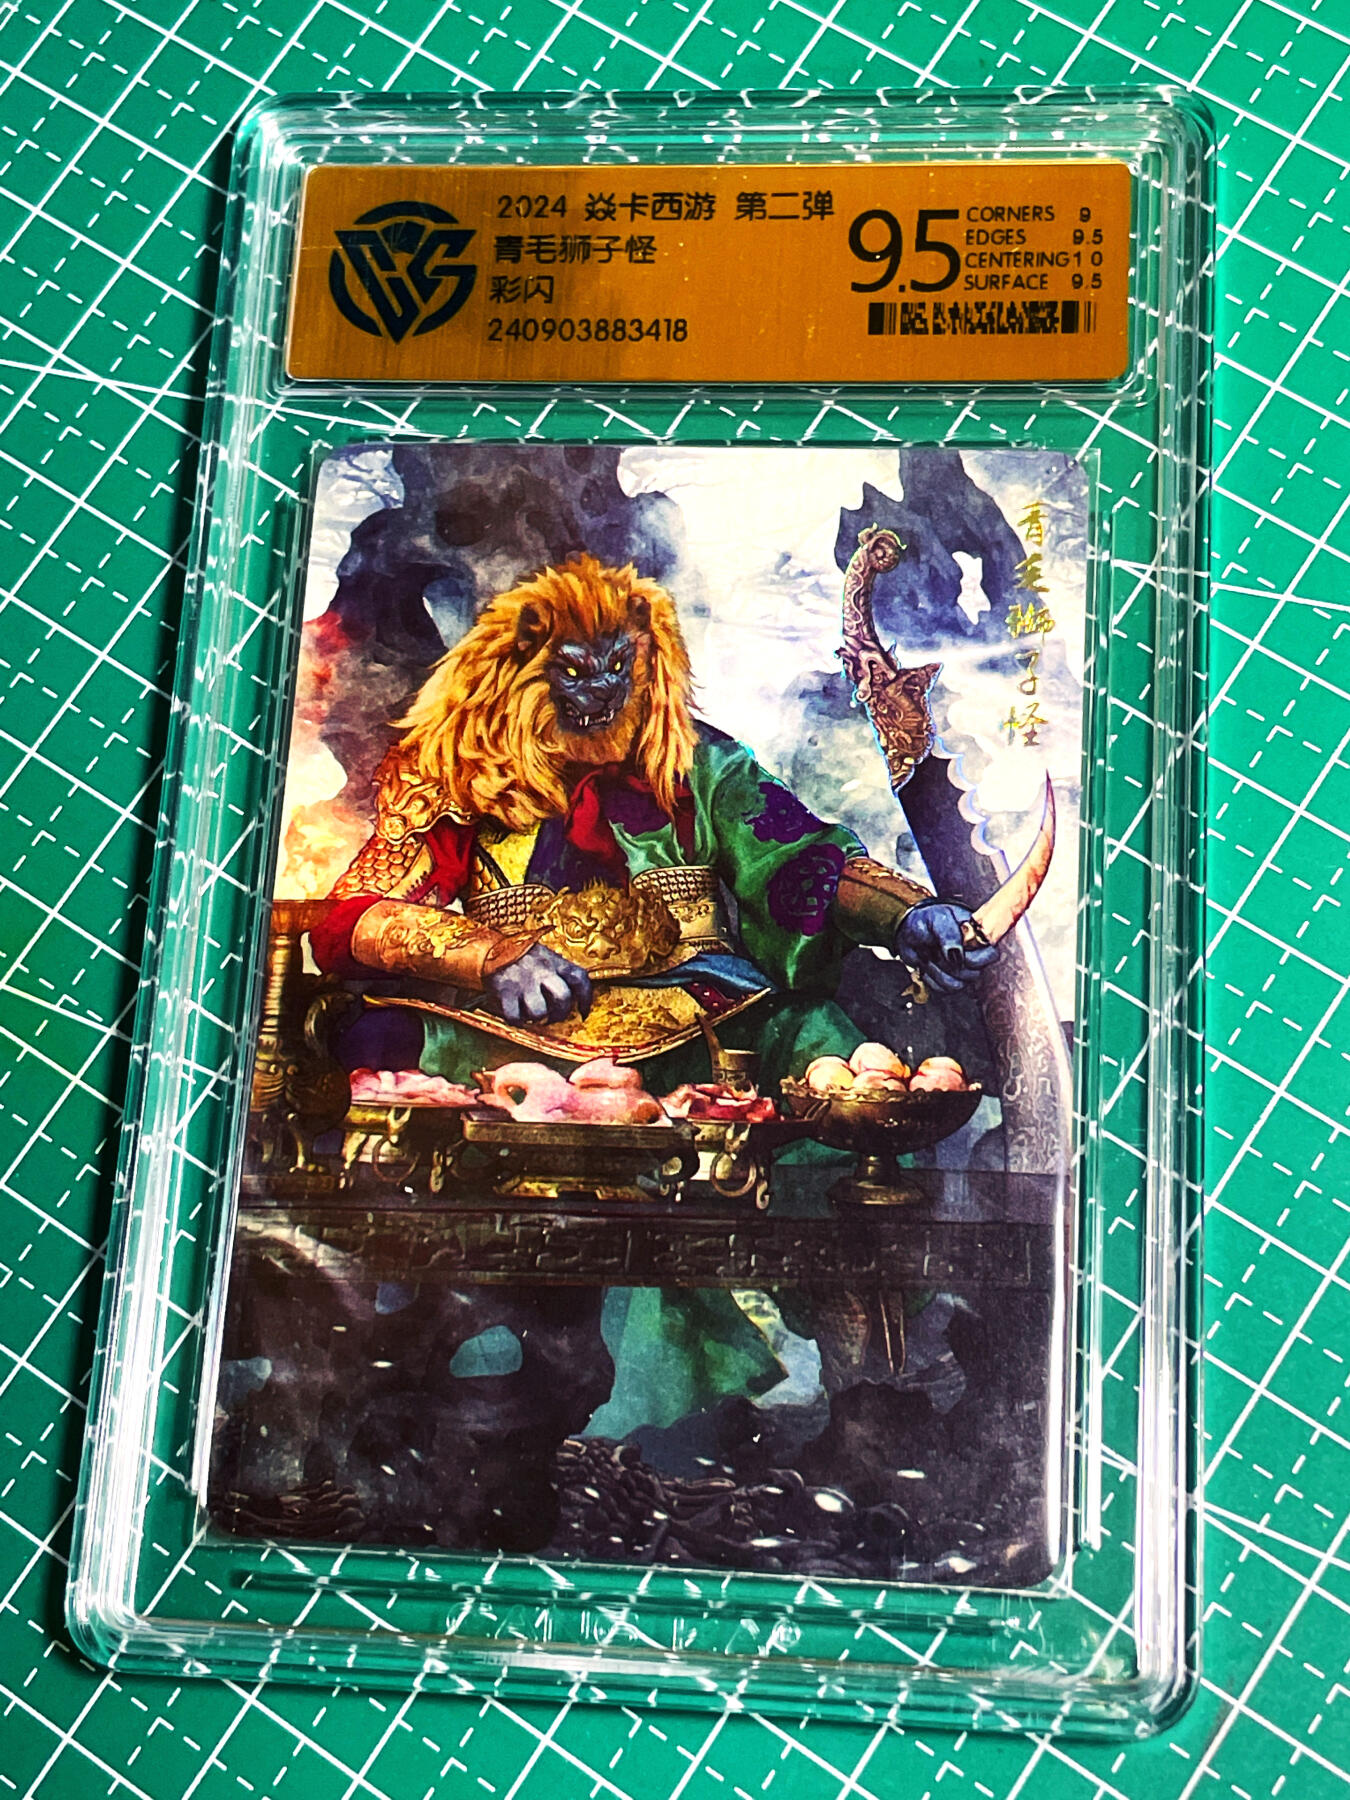 2024 焱卡西游 第二弹
青毛狮子怪
彩闪
240903883418
9.5
CORNERS 9
EDGES 9.5
CENTERING 10
SURFACE 9.5
青毛獅子怪